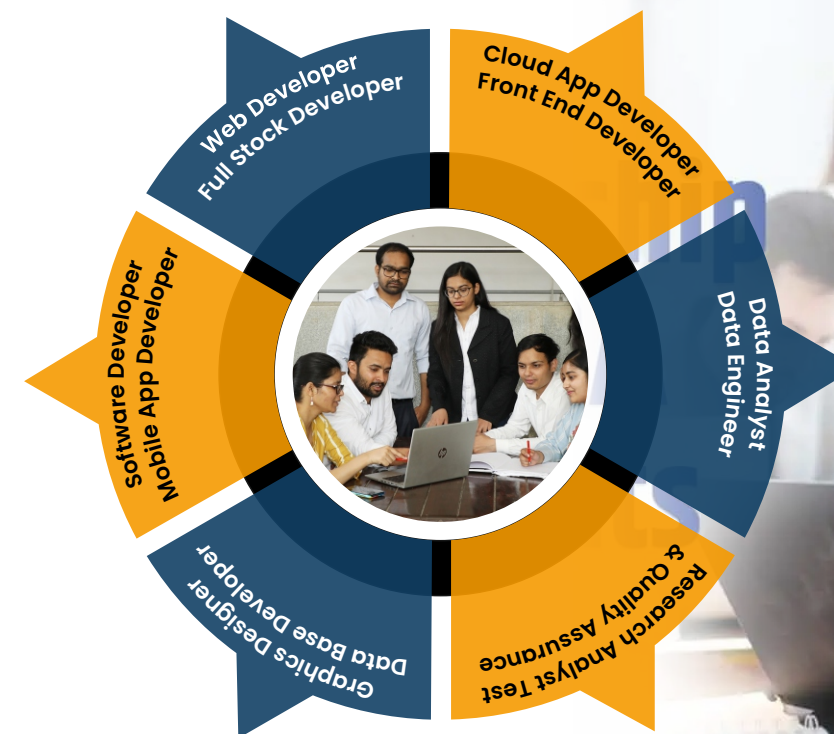 Web Developer
Full Stock Developer
Cloud App Developer
Front End Developer
Data Analyst
Data Engineer
Research Analyst Test
& Quality Assurance
Graphics Designer
Data Base Developer
Software Developer
Mobile App Developer
hp